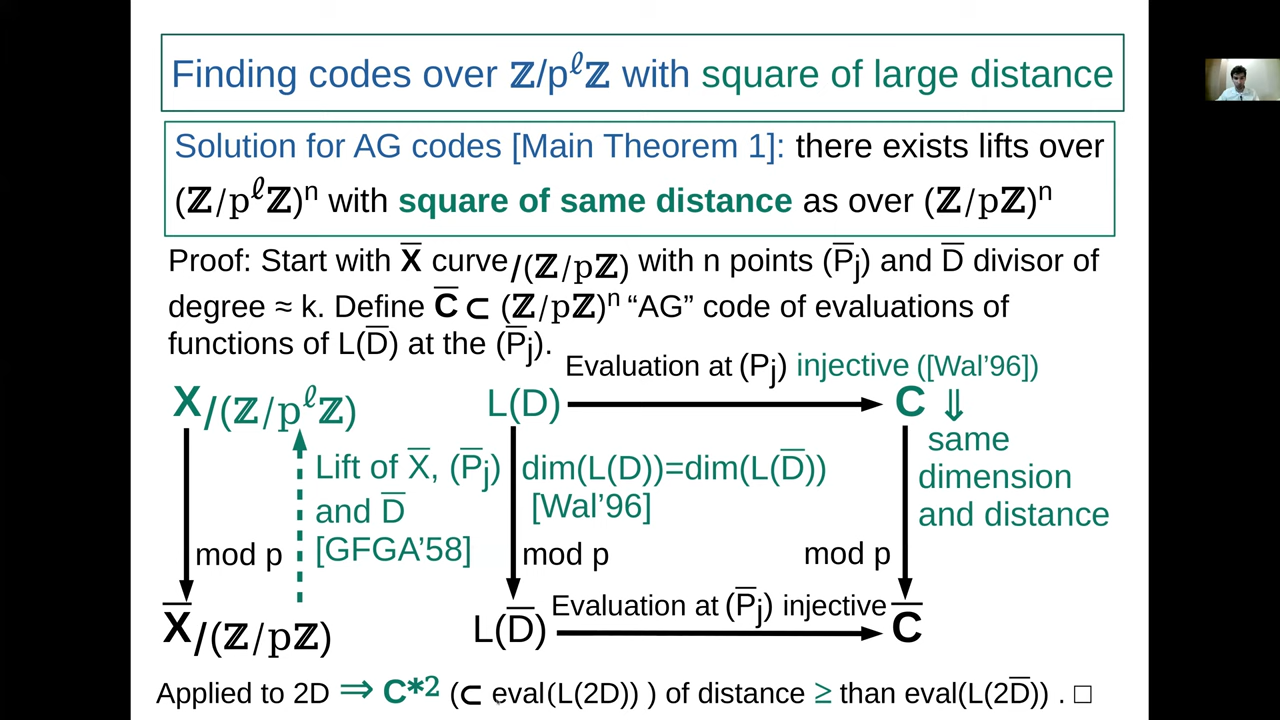 Finding codes over ℤ/pℓℤ with square of large distance
Solution for AG codes [Main Theorem 1]: there exists lifts over
(ℤ/pℓℤ)ⁿ with square of same distance as over (ℤ/pℤ)ⁿ
Proof: Start with X̅ curve/(ℤ/pℤ) with n points (P̅j) and D̅ divisor of
degree ≈ k. Define C̅ ⊂ (ℤ/pℤ)ⁿ “AG” code of evaluations of
functions of L(D̅) at the (P̅j).
Evaluation at (Pj) injective ([Wal’96])
X/(ℤ/pℓℤ) L(D) C ⇓
same
dimension
and distance
Lift of X̅, (P̅j)
and D̅
[GFGA’58]
dim(L(D))=dim(L(D̅))
[Wal’96]
mod p mod p mod p
Evaluation at (P̅j) injective
X̅/(ℤ/pℤ) L(D̅) C̅
Applied to 2D ⇒ C*² (⊂ eval(L(2D)) ) of distance ≥ than eval(L(2D̅)) . □